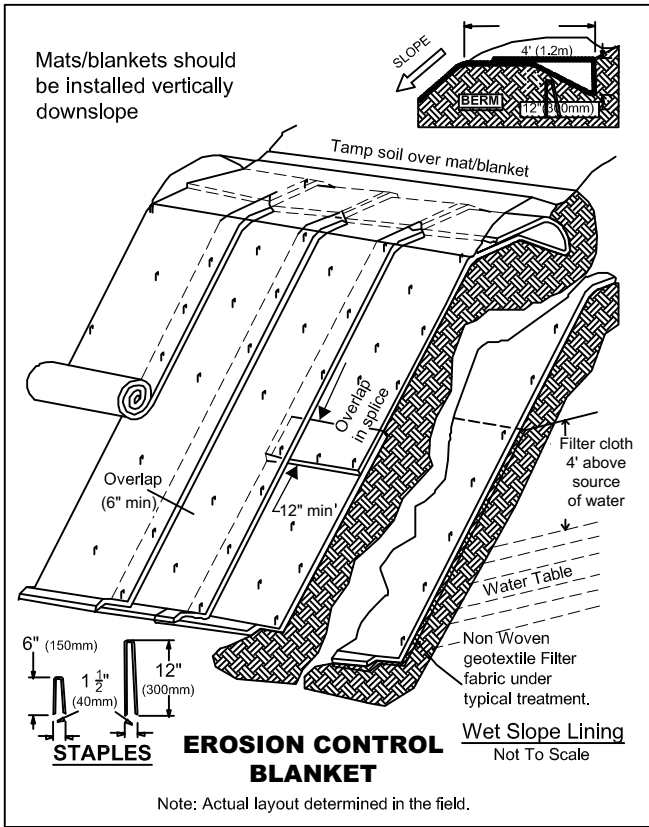 Mats/blankets should
be installed vertically
downslope
SLOPE
4' (1.2m)
BERM
12"(300mm)
Tamp soil over mat/blanket
Overlap
in splice
Overlap
(6" min)
12" min'
Filter cloth
4' above
source
of water
Water Table
Non Woven
geotextile Filter
fabric under
typical treatment.
Wet Slope Lining
Not To Scale
6" (150mm)
1 1/2"
(40mm)
12"
(300mm)
STAPLES
EROSION CONTROL
BLANKET
Note: Actual layout determined in the field.